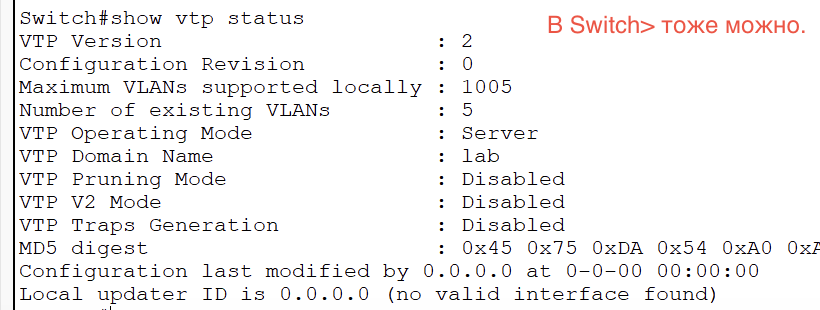 Switch#show vtp status
В Switch> тоже можно.
VTP Version : 2
Configuration Revision : 0
Maximum VLANs supported locally : 1005
Number of existing VLANs : 5
VTP Operating Mode : Server
VTP Domain Name : lab
VTP Pruning Mode : Disabled
VTP V2 Mode : Disabled
VTP Traps Generation : Disabled
MD5 digest : 0x45 0x75 0xDA 0x54 0xA0
Configuration last modified by 0.0.0.0 at 0-0-00 00:00:00
Local updater ID is 0.0.0.0 (no valid interface found)